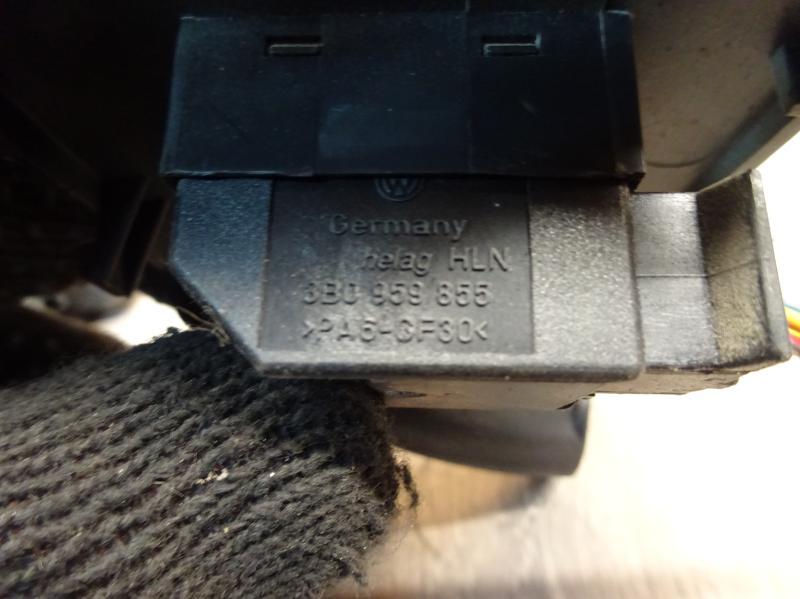 Germany
helag HLN
3B0 959 855
>PA6-GF30<